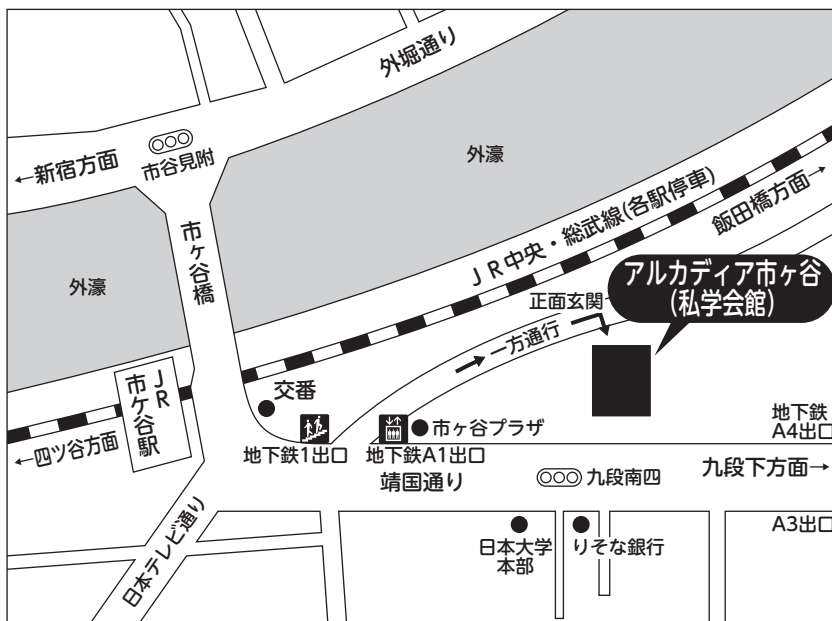 外堀通り
←新宿方面
市谷見附
外濠
外濠
市ヶ谷橋
JR中央・総武線(各駅停車)
飯田橋方面→
アルカディア市ヶ谷
(私学会館)
正面玄関
→一方通行
JR
市ケ谷駅
交番
←四ツ谷方面
地下鉄1出口
地下鉄A1出口
市ヶ谷プラザ
地下鉄
A4出口
靖国通り
九段南四
九段下方面→
日本テレビ通り
日本大学
本部
りそな銀行
A3出口